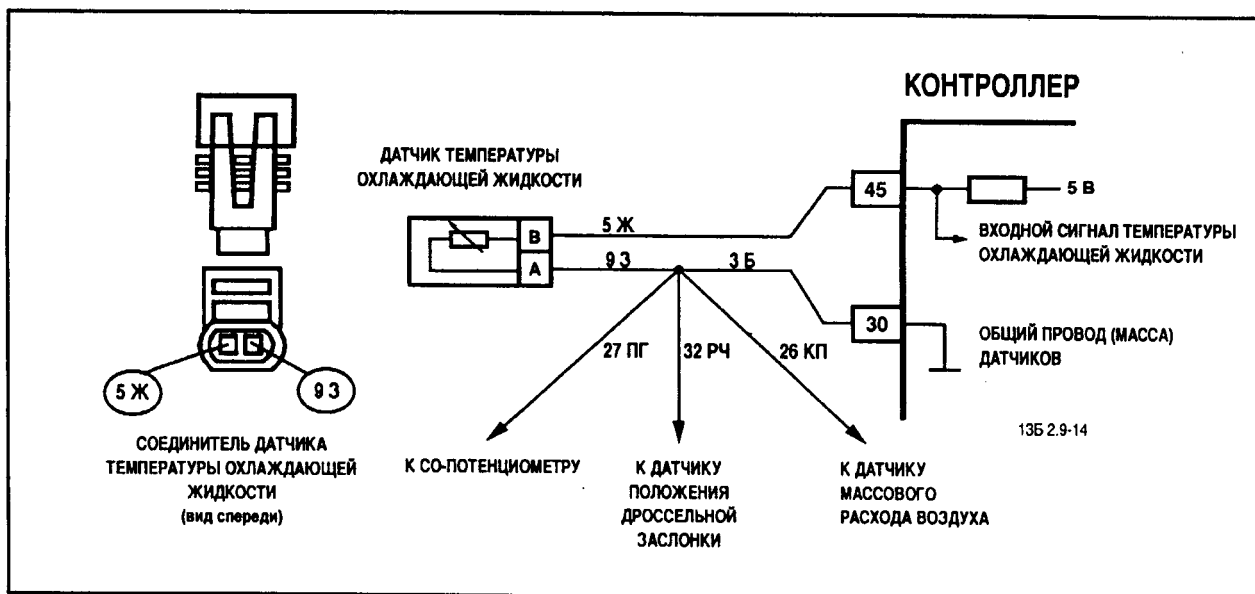 КОНТРОЛЛЕР
ДАТЧИК ТЕМПЕРАТУРЫ
ОХЛАЖДАЮЩЕЙ ЖИДКОСТИ
B
A
5 Ж
9 З
3 Б
45
30
5 В
ВХОДНОЙ СИГНАЛ ТЕМПЕРАТУРЫ
ОХЛАЖДАЮЩЕЙ ЖИДКОСТИ
ОБЩИЙ ПРОВОД (МАССА)
ДАТЧИКОВ
27 ПГ
32 РЧ
26 КП
5 Ж
9 З
СОЕДИНИТЕЛЬ ДАТЧИКА
ТЕМПЕРАТУРЫ ОХЛАЖДАЮЩЕЙ
ЖИДКОСТИ
(вид спереди)
К СО-ПОТЕНЦИОМЕТРУ
К ДАТЧИКУ
ПОЛОЖЕНИЯ
ДРОССЕЛЬНОЙ
ЗАСЛОНКИ
К ДАТЧИКУ
МАССОВОГО
РАСХОДА ВОЗДУХА
13Б 2.9-14